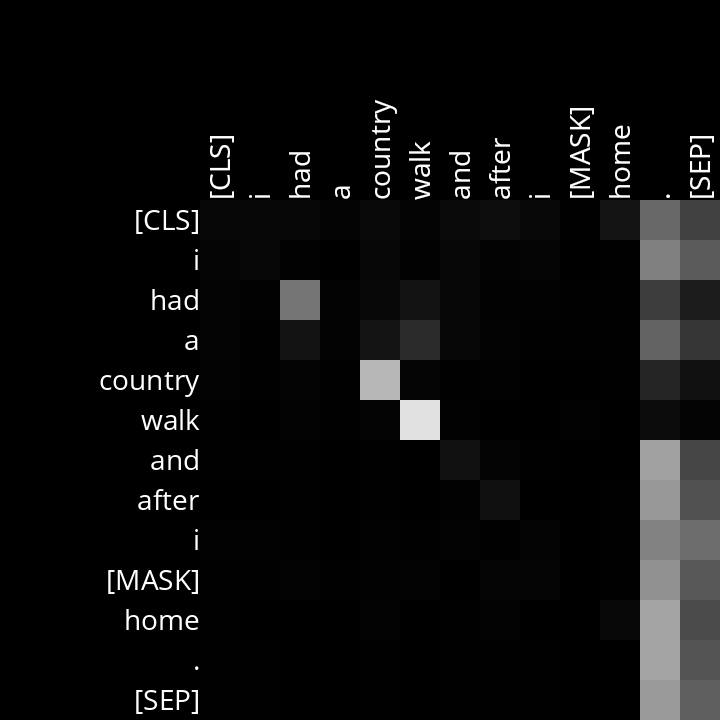 [CLS] i had a country walk and after i [MASK] home . [SEP]
[CLS]
i
had
a
country
walk
and
after
i
[MASK]
home
.
[SEP]